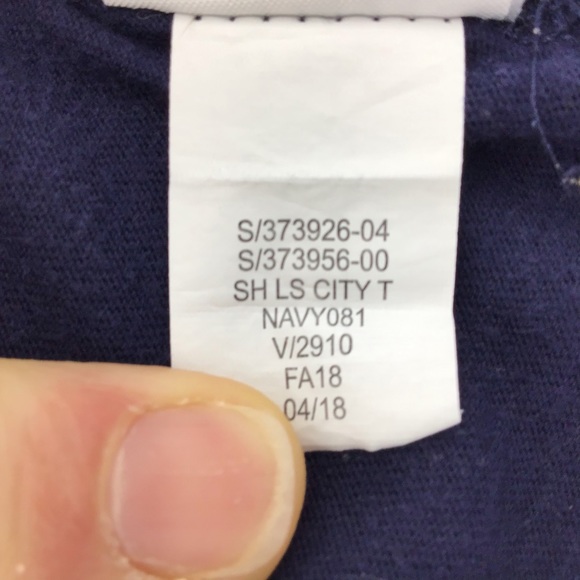 S/373926-04
S/373956-00
SH LS CITY T
NAVY081
V/2910
FA18
04/18